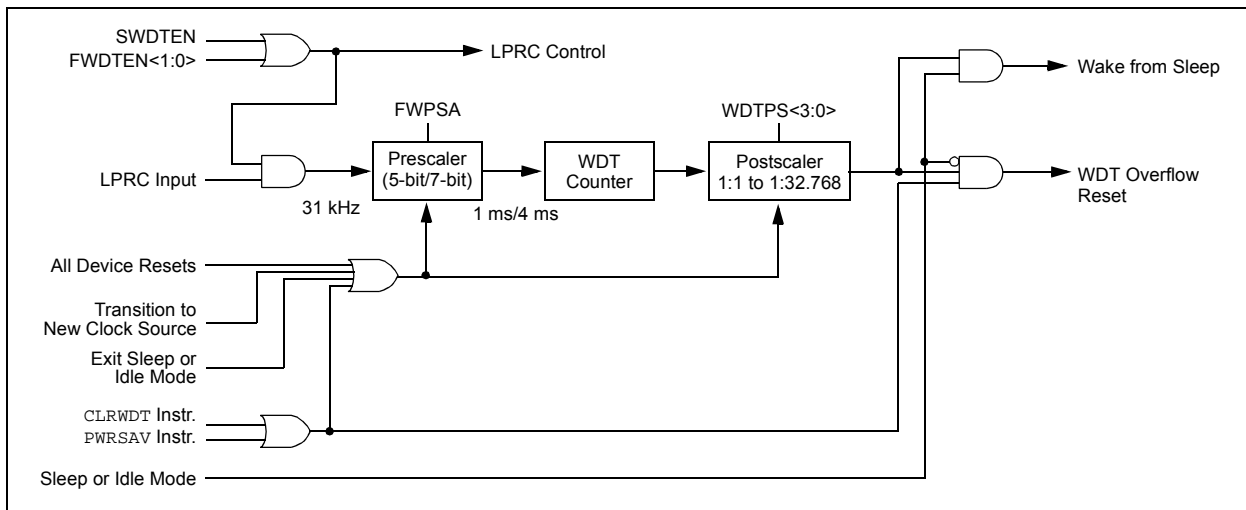 SWDTEN
FWDTEN<1:0>
LPRC Control
Wake from Sleep
FWPSA
WDTPS<3:0>
LPRC Input
Prescaler
(5-bit/7-bit)
WDT
Counter
Postscaler
1:1 to 1:32.768
WDT Overflow
Reset
31 kHz
1 ms/4 ms
All Device Resets
Transition to
New Clock Source
Exit Sleep or
Idle Mode
CLRWDT Instr.
PWRSAV Instr.
Sleep or Idle Mode